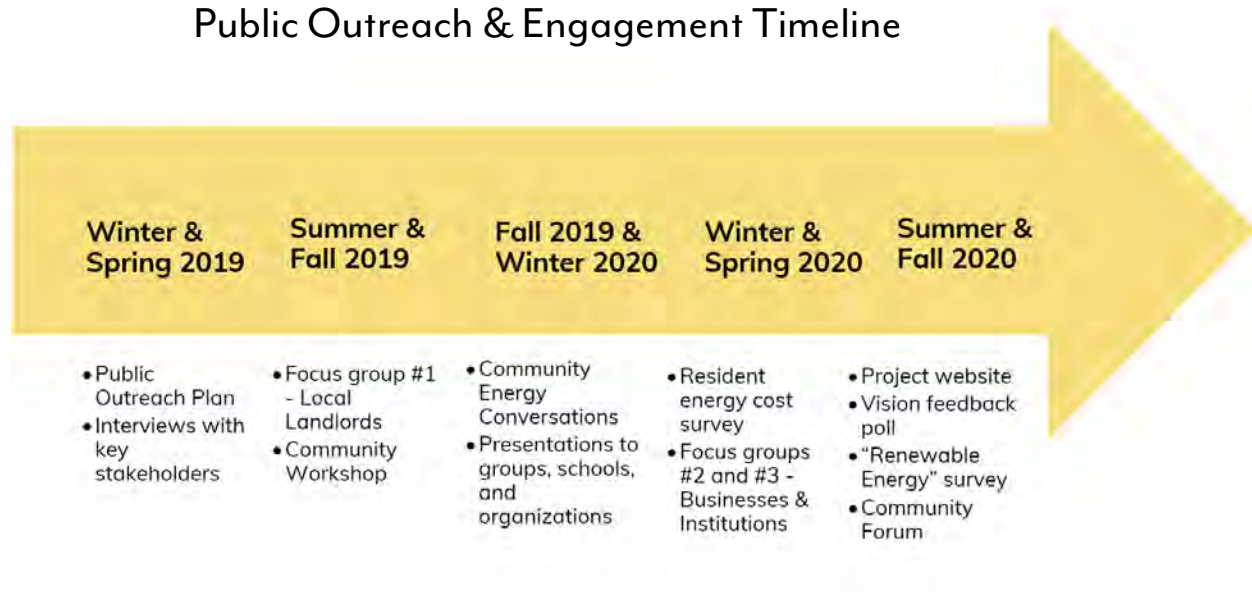 Public Outreach & Engagement Timeline
Winter &
Spring 2019
Summer &
Fall 2019
Fall 2019 &
Winter 2020
Winter &
Spring 2020
Summer &
Fall 2020
•Public
Outreach Plan
•Interviews with
key
stakeholders
•Focus group #1
- Local
Landlords
•Community
Workshop
•Community
Energy
Conversations
•Presentations to
groups, schools,
and
organizations
•Resident
energy cost
survey
•Focus groups
#2 and #3 -
Businesses &
Institutions
•Project website
•Vision feedback
poll
•"Renewable
Energy" survey
•Community
Forum